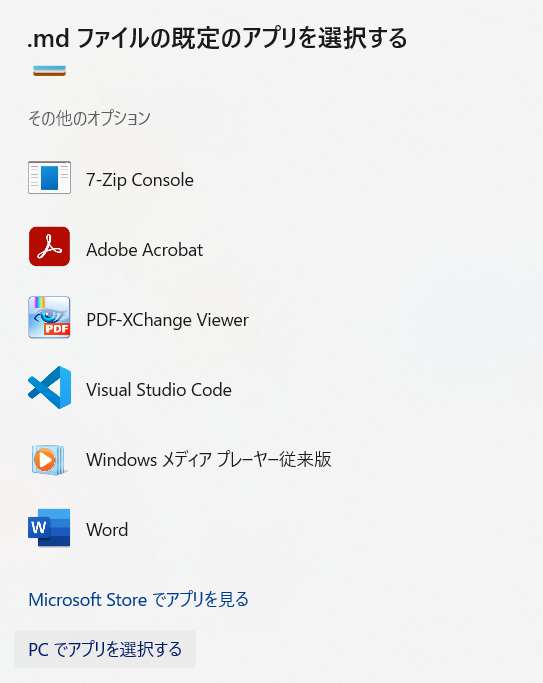 .md ファイルの既定のアプリを選択する
その他のオプション
7-Zip Console
Adobe Acrobat
PDF
PDF-XChange Viewer
Visual Studio Code
Windows メディア プレーヤー従来版
W
Word
Microsoft Store でアプリを見る
PC でアプリを選択する